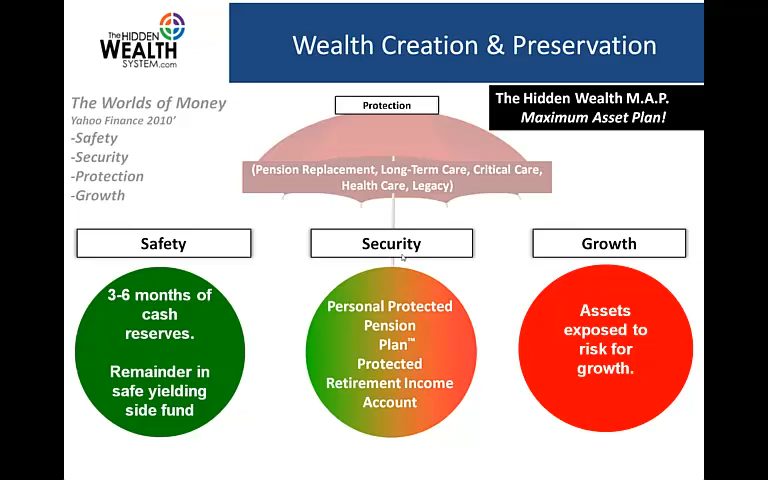 The HIDDEN
WEALTH
SYSTEM.com
Wealth Creation & Preservation
The Worlds of Money
Yahoo Finance 2010'
-Safety
-Security
-Protection
-Growth
Protection
The Hidden Wealth M.A.P.
Maximum Asset Plan!
(Pension Replacement, Long-Term Care, Critical Care,
Health Care, Legacy)
Safety
Security
Growth
3-6 months of
cash
reserves.
Remainder in
safe yielding
side fund
Personal Protected
Pension
Plan™
Protected
Retirement Income
Account
Assets
exposed to
risk for
growth.